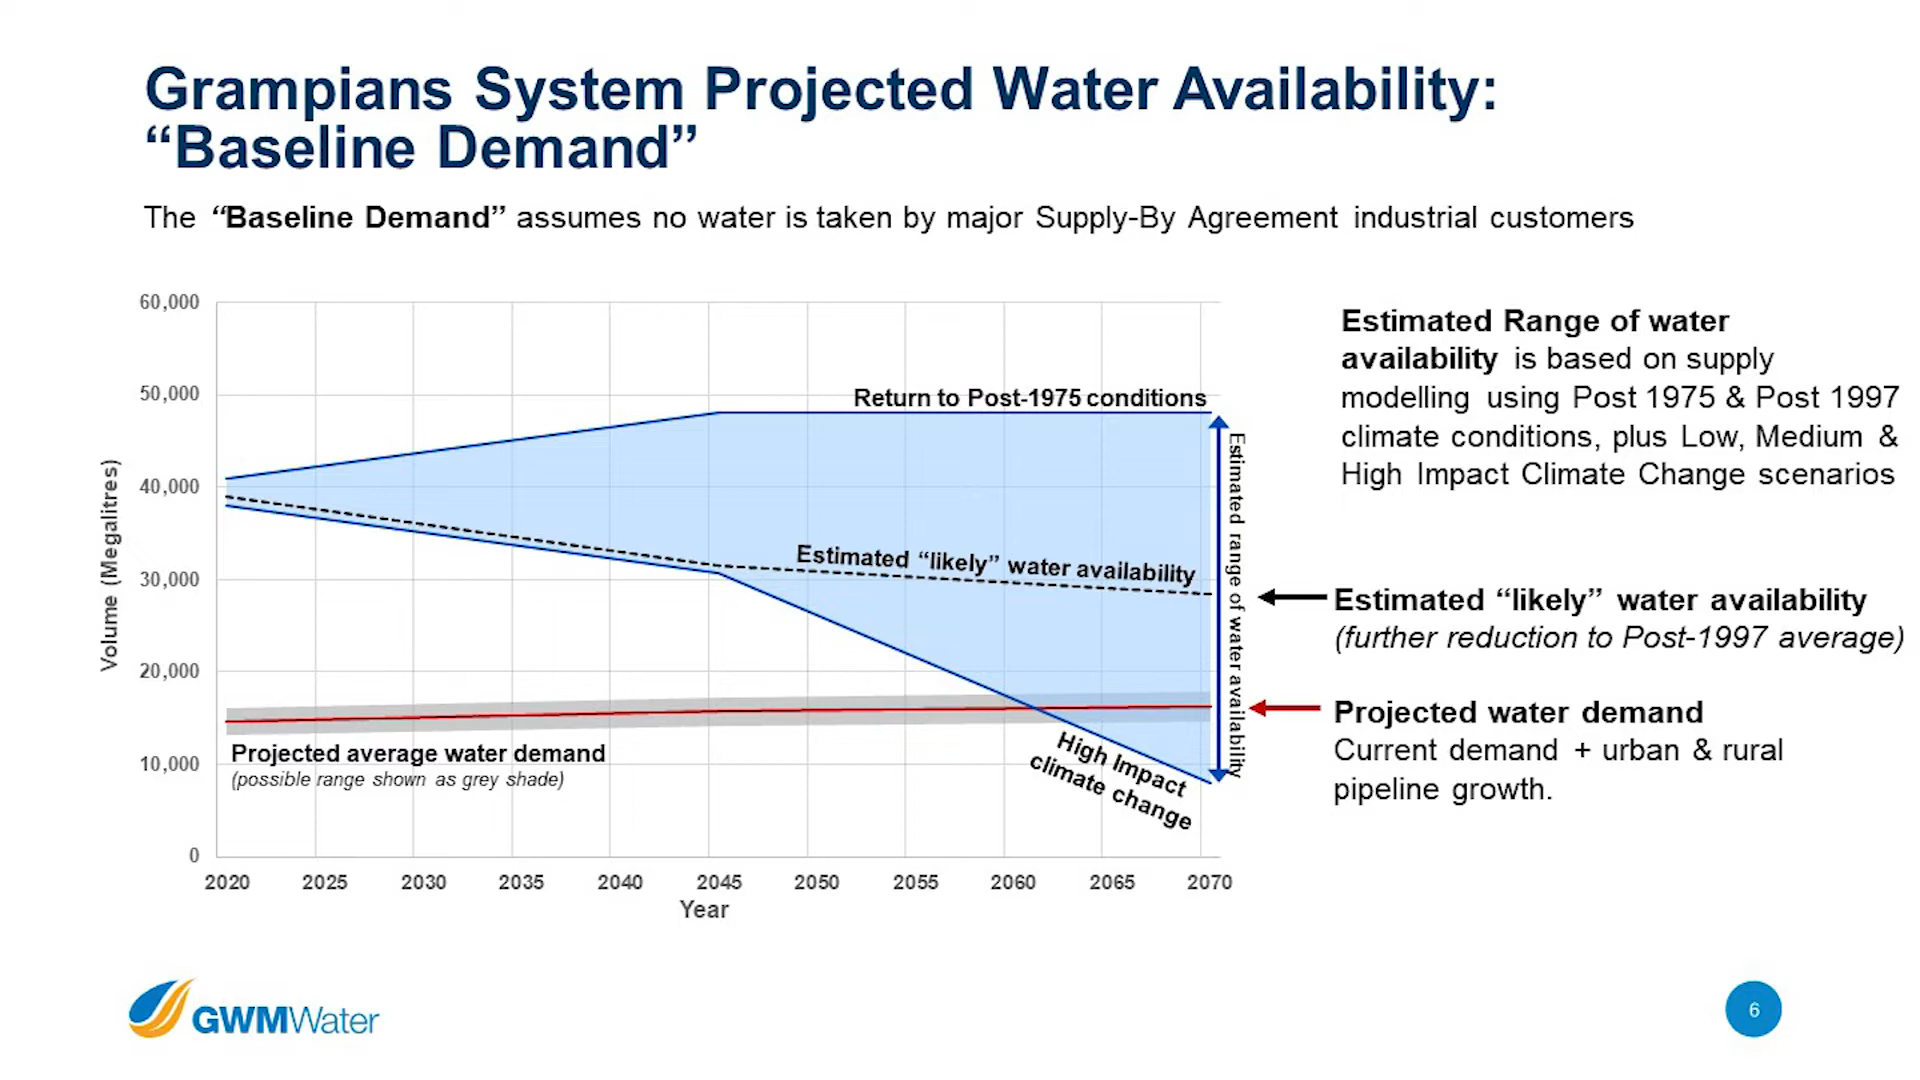 Grampians System Projected Water Availability:
“Baseline Demand”
The “Baseline Demand” assumes no water is taken by major Supply-By Agreement industrial customers
60,000
50,000
40,000
30,000
20,000
10,000
0
Volume (Megalitres)
2020 2025 2030 2035 2040 2045 2050 2055 2060 2065 2070
Year
Return to Post-1975 conditions
Estimated “likely” water availability
Estimated range of water availability
Projected average water demand
(possible range shown as grey shade)
High Impact
climate change
Estimated Range of water
availability is based on supply
modelling using Post 1975 & Post 1997
climate conditions, plus Low, Medium &
High Impact Climate Change scenarios
Estimated “likely” water availability
(further reduction to Post-1997 average)
Projected water demand
Current demand + urban & rural
pipeline growth.
GWMWater
6